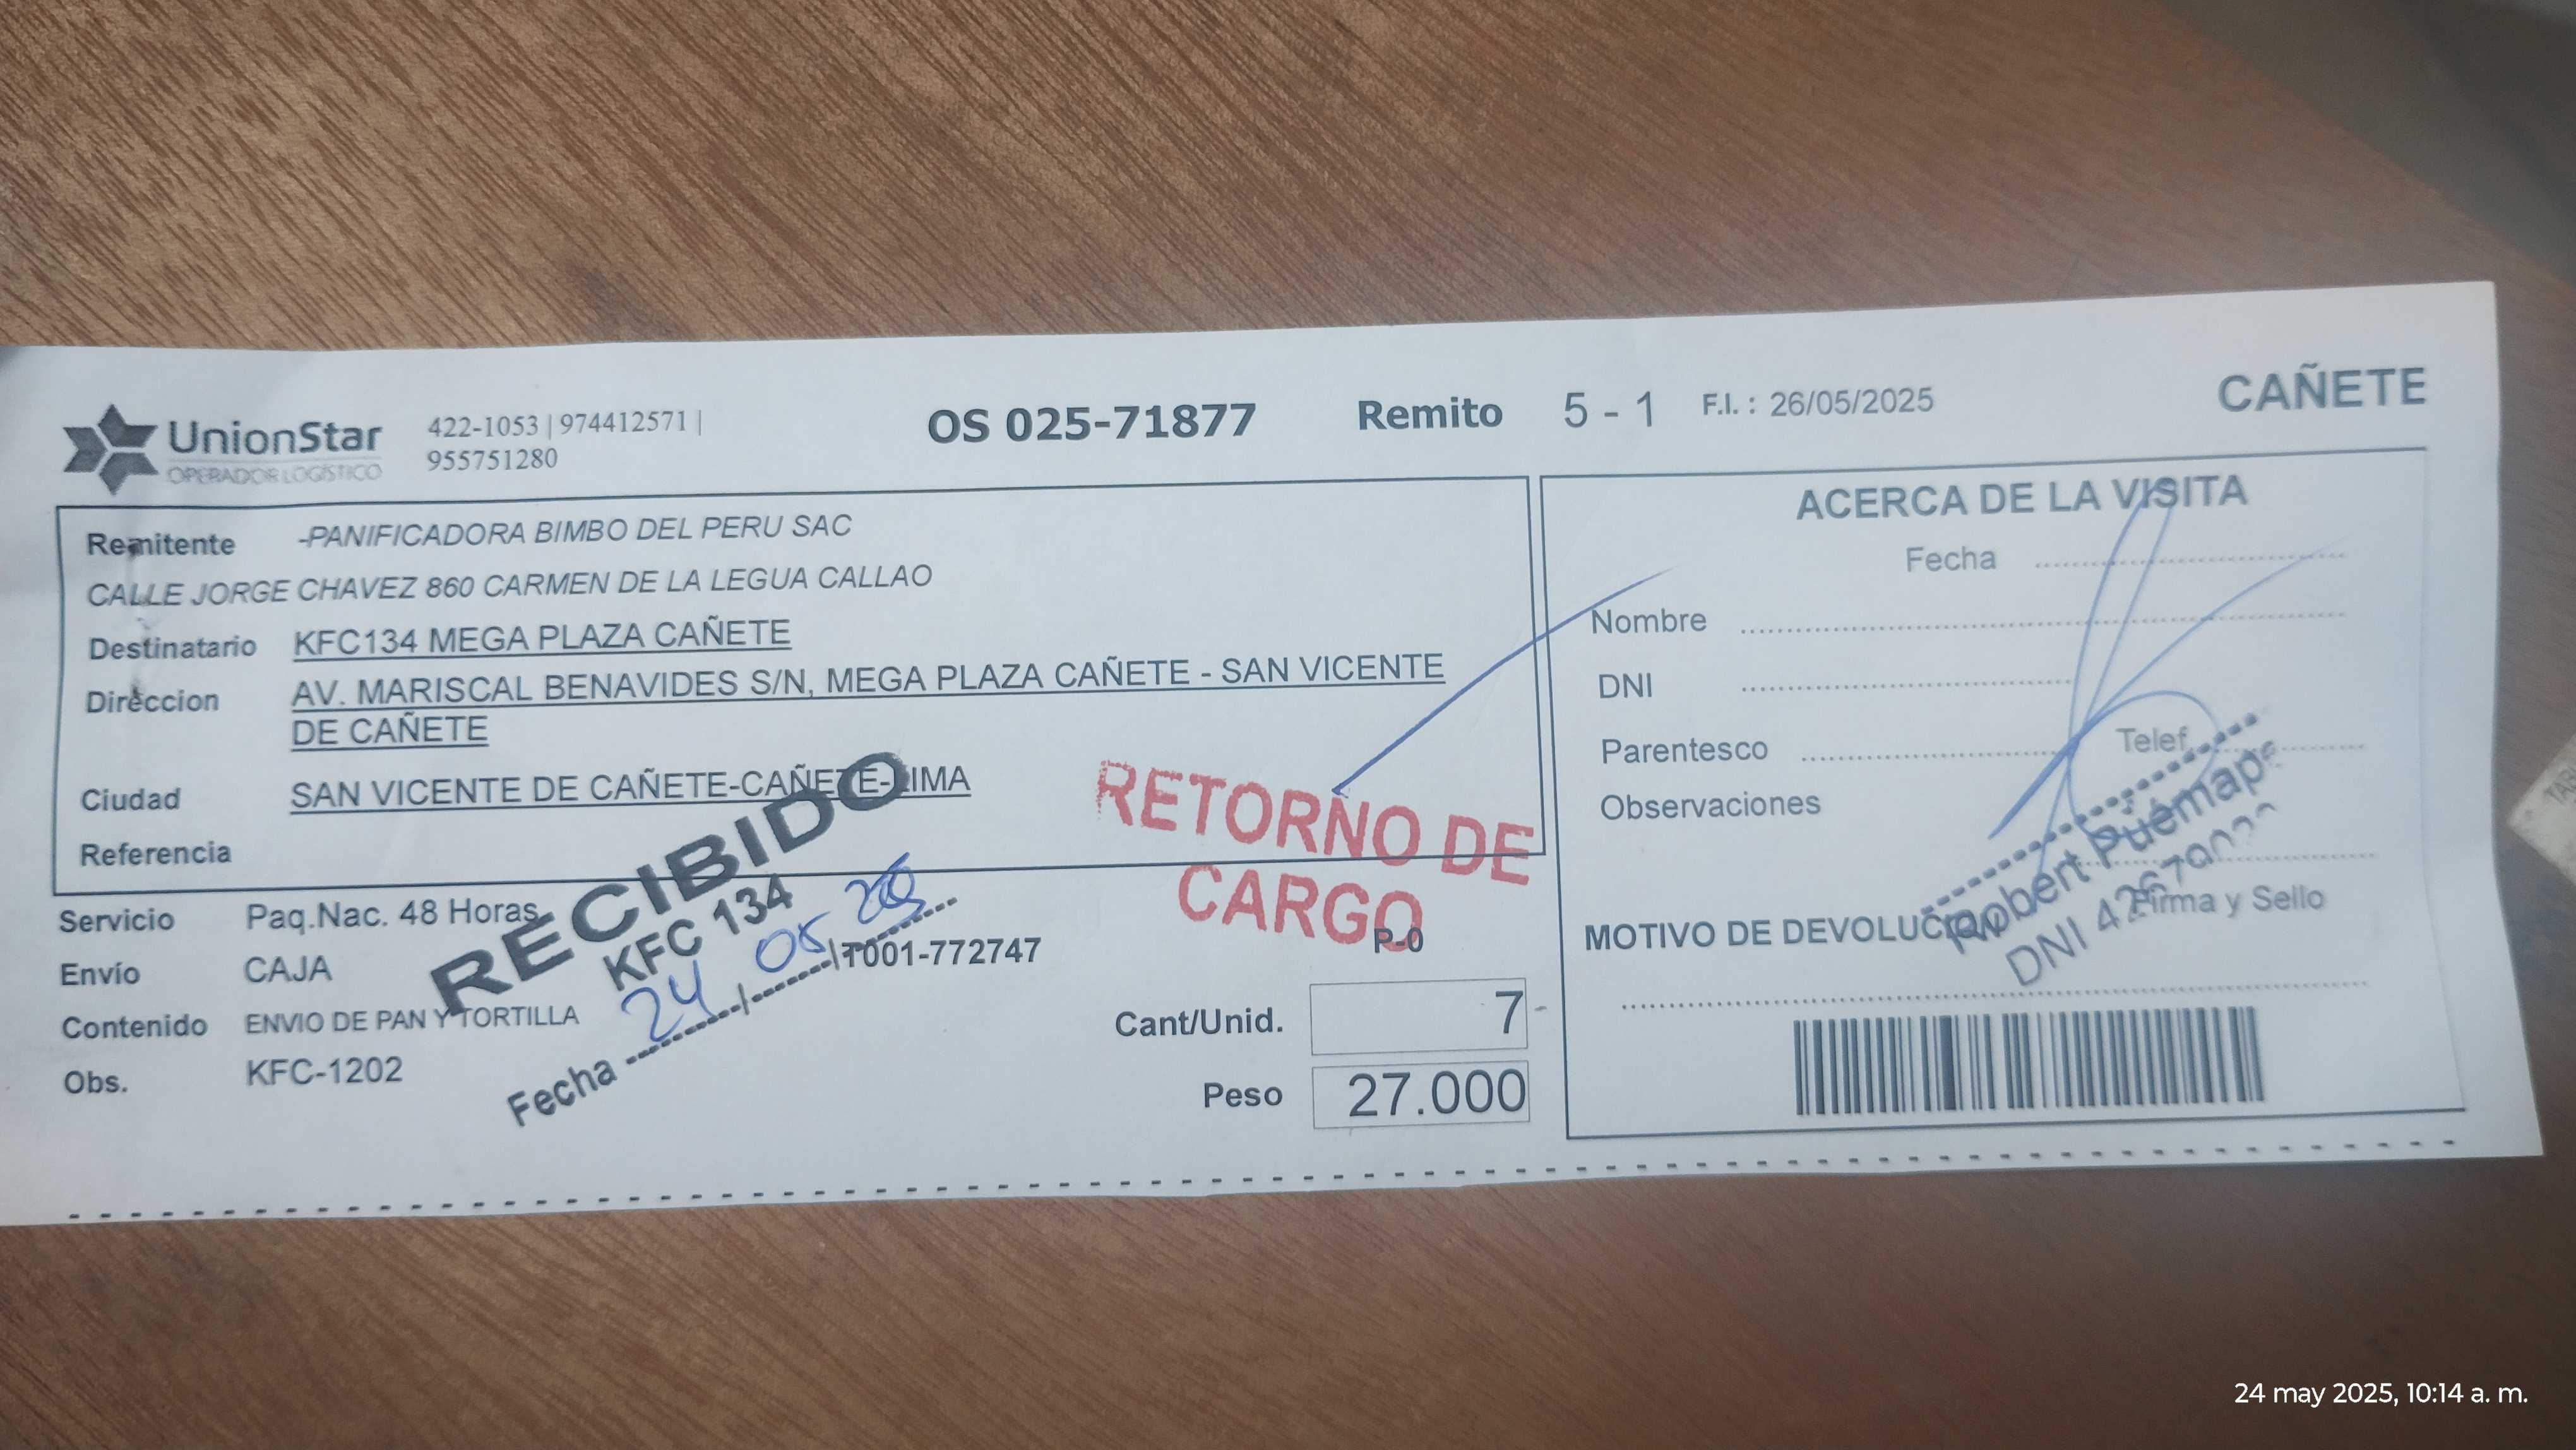 UnionStar
OPERADOR LOGÍSTICO
422-1053 | 974412571 |
955751280
OS 025-71877
Remito 5 - 1 F.I. : 26/05/2025
CAÑETE
Remitente -PANIFICADORA BIMBO DEL PERU SAC
CALLE JORGE CHAVEZ 860 CARMEN DE LA LEGUA CALLAO
Destinatario KFC134 MEGA PLAZA CAÑETE
Direccion AV. MARISCAL BENAVIDES S/N, MEGA PLAZA CAÑETE - SAN VICENTE
DE CAÑETE
Ciudad SAN VICENTE DE CAÑETE-CAÑETE-LIMA
Referencia
RETORNO DE
CARGO
Servicio Paq.Nac. 48 Horas
Envío CAJA
T001-772747
P-0
Contenido ENVIO DE PAN Y TORTILLA
Obs. KFC-1202
RECIBIDO
KFC 134
Fecha 24 05
Cant/Unid. 7
Peso 27.000
ACERCA DE LA VISITA
Fecha
Nombre
DNI
Parentesco Telef
Observaciones
Robert
DNI
Firma y Sello
MOTIVO DE DEVOLUCION
24 may 2025, 10:14 a. m.